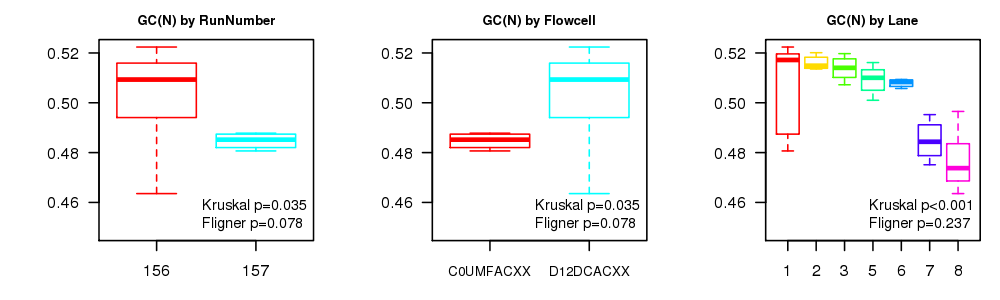 GC(N) by RunNumber
0.52
0.50
0.48
0.46
Kruskal p=0.035
Fligner p=0.078
156 157
GC(N) by Flowcell
0.52
0.50
0.48
0.46
Kruskal p=0.035
Fligner p=0.078
C0UMFACXX D12DCACXX
GC(N) by Lane
0.52
0.50
0.48
0.46
Kruskal p<0.001
Fligner p=0.237
1 2 3 5 6 7 8